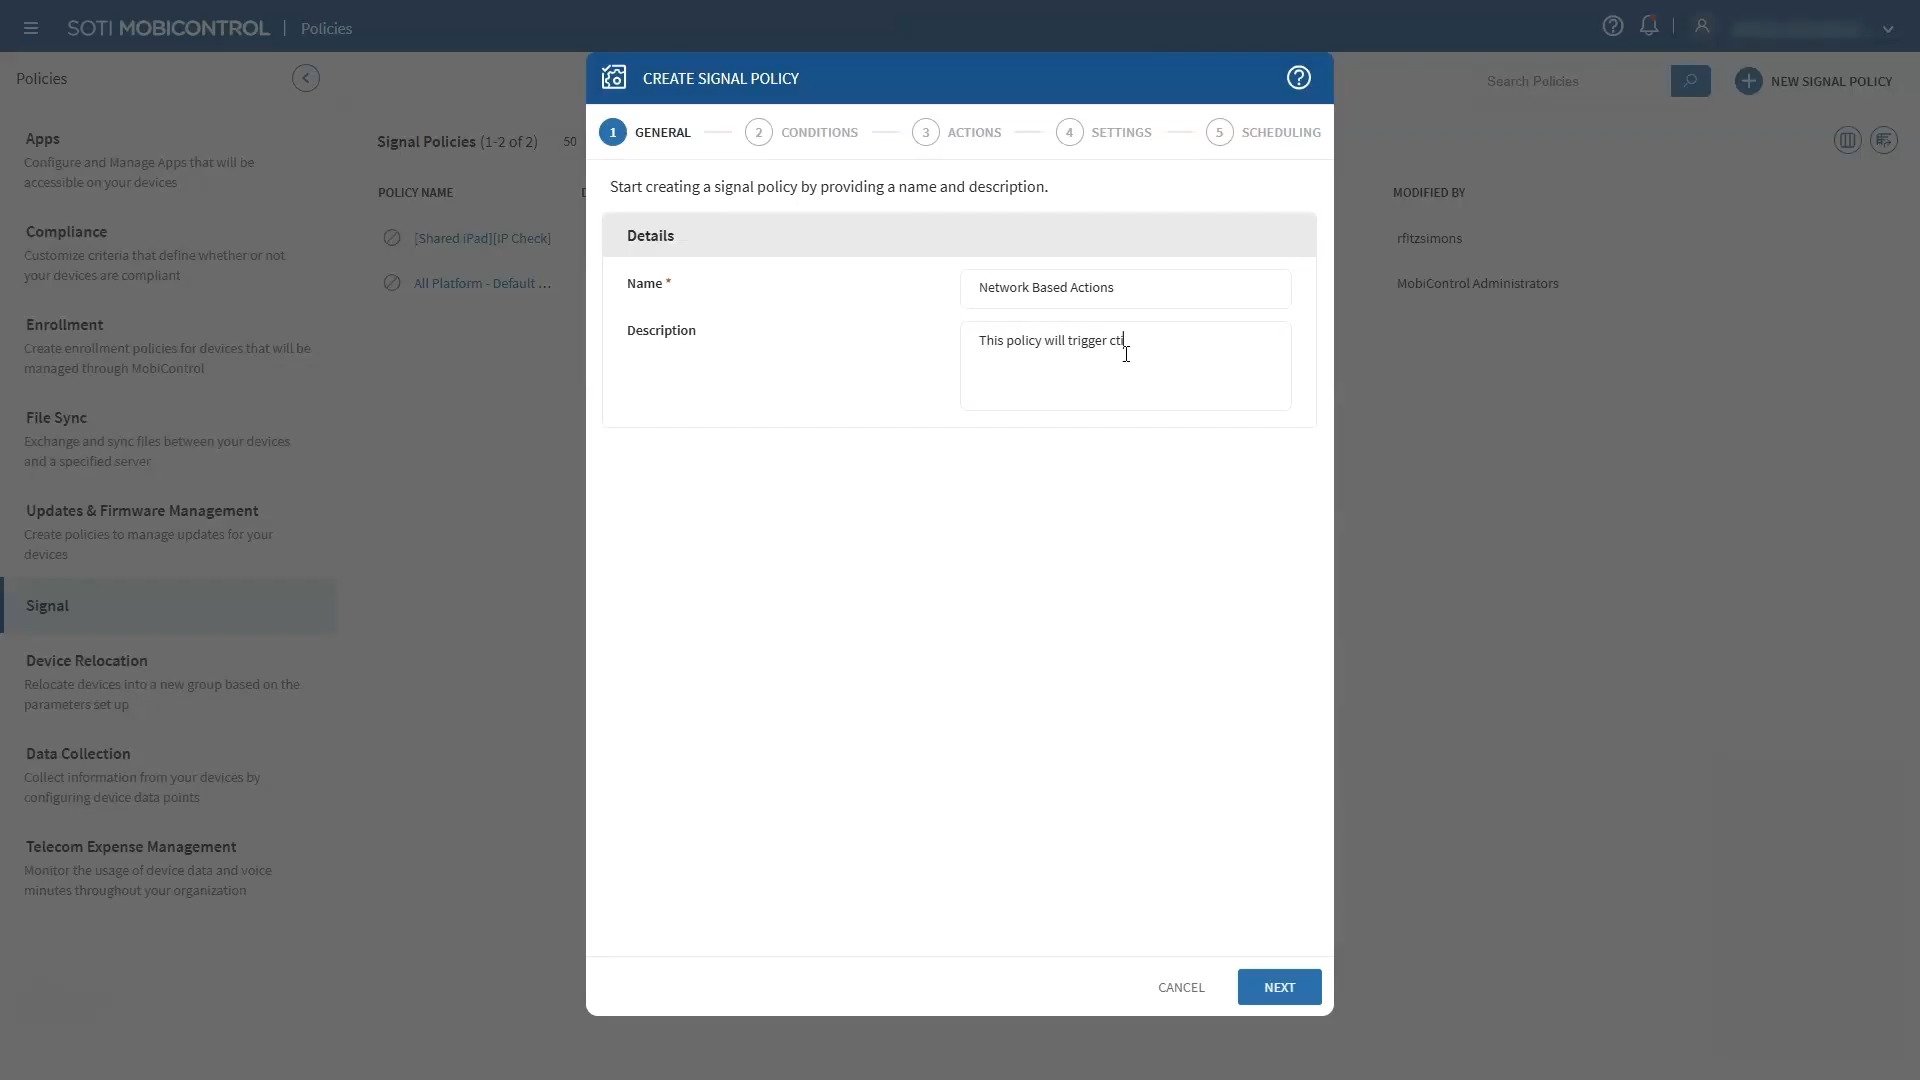 SOTI MOBICONTROL | Policies
Policies
Search Policies
NEW SIGNAL POLICY
Apps
Configure and Manage Apps that will be
accessible on your devices
Compliance
Customize criteria that define whether or not
your devices are compliant
Enrollment
Create enrollment policies for devices that will be
managed through MobiControl
File Sync
Exchange and sync files between your devices
and a specified server
Updates & Firmware Management
Create policies to manage updates for your
devices
Signal
Device Relocation
Relocate devices into a new group based on the
parameters set up
Data Collection
Collect information from your devices by
configuring device data points
Telecom Expense Management
Monitor the usage of device data and voice
minutes throughout your organization
Signal Policies (1-2 of 2) 50
POLICY NAME
[Shared iPad][IP Check]
All Platform - Default ...
MODIFIED BY
rfitzsimons
MobiControl Administrators
CREATE SIGNAL POLICY
1 GENERAL 2 CONDITIONS 3 ACTIONS 4 SETTINGS 5 SCHEDULING
Start creating a signal policy by providing a name and description.
Details
Name * Network Based Actions
Description This policy will trigger cti
CANCEL NEXT